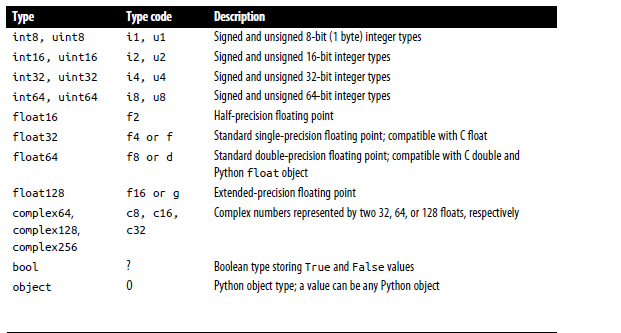 Type Type code Description
int8, uint8 i1, u1 Signed and unsigned 8-bit (1 byte) integer types
int16, uint16 i2, u2 Signed and unsigned 16-bit integer types
int32, uint32 i4, u4 Signed and unsigned 32-bit integer types
int64, uint64 i8, u8 Signed and unsigned 64-bit integer types
float16 f2 Half-precision floating point
float32 f4 or f Standard single-precision floating point; compatible with C float
float64 f8 or d Standard double-precision floating point; compatible with C double and
Python float object
float128 f16 or g Extended-precision floating point
complex64, c8, c16, Complex numbers represented by two 32, 64, or 128 floats, respectively
complex128, c32
complex256
bool ? Boolean type storing True and False values
object O Python object type; a value can be any Python object